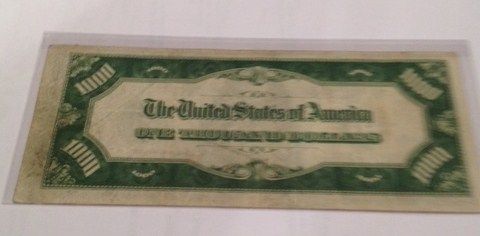 1000 1000
The United States of America
ONE THOUSAND DOLLARS
1000 1000